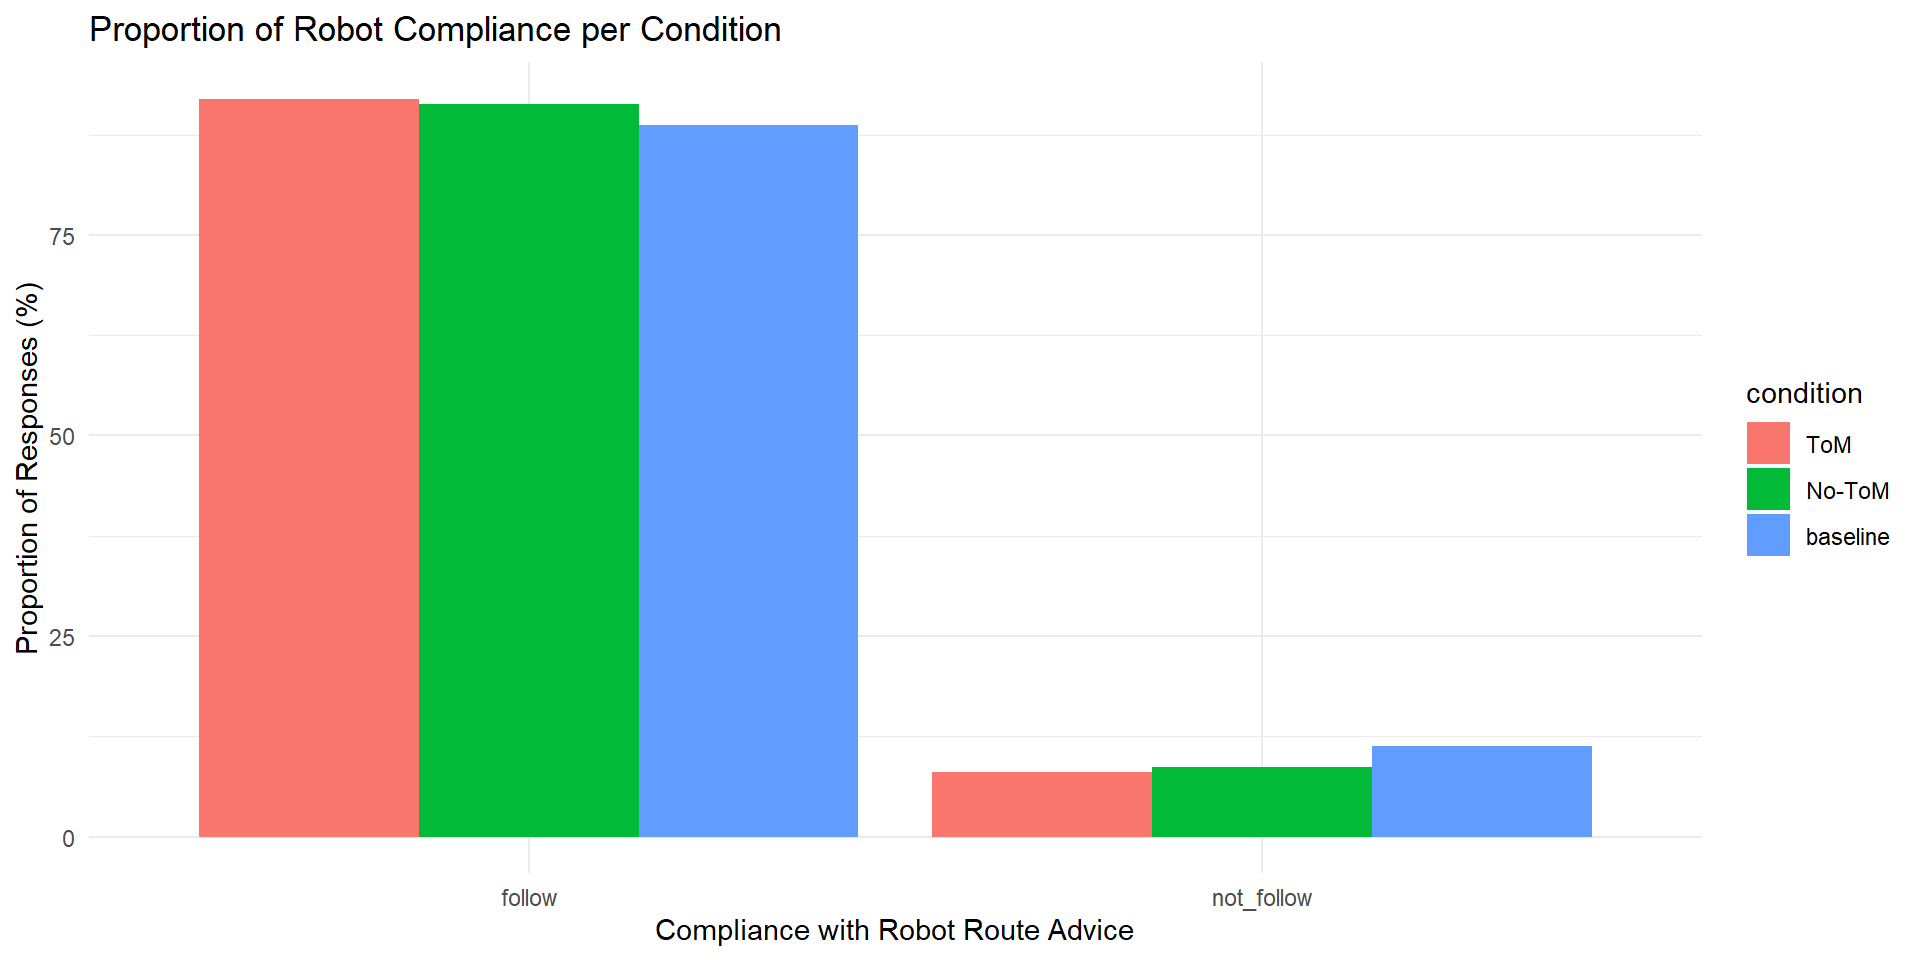 Proportion of Robot Compliance per Condition
Proportion of Responses (%)
75
50
25
0
follow
not_follow
Compliance with Robot Route Advice
condition
ToM
No-ToM
baseline